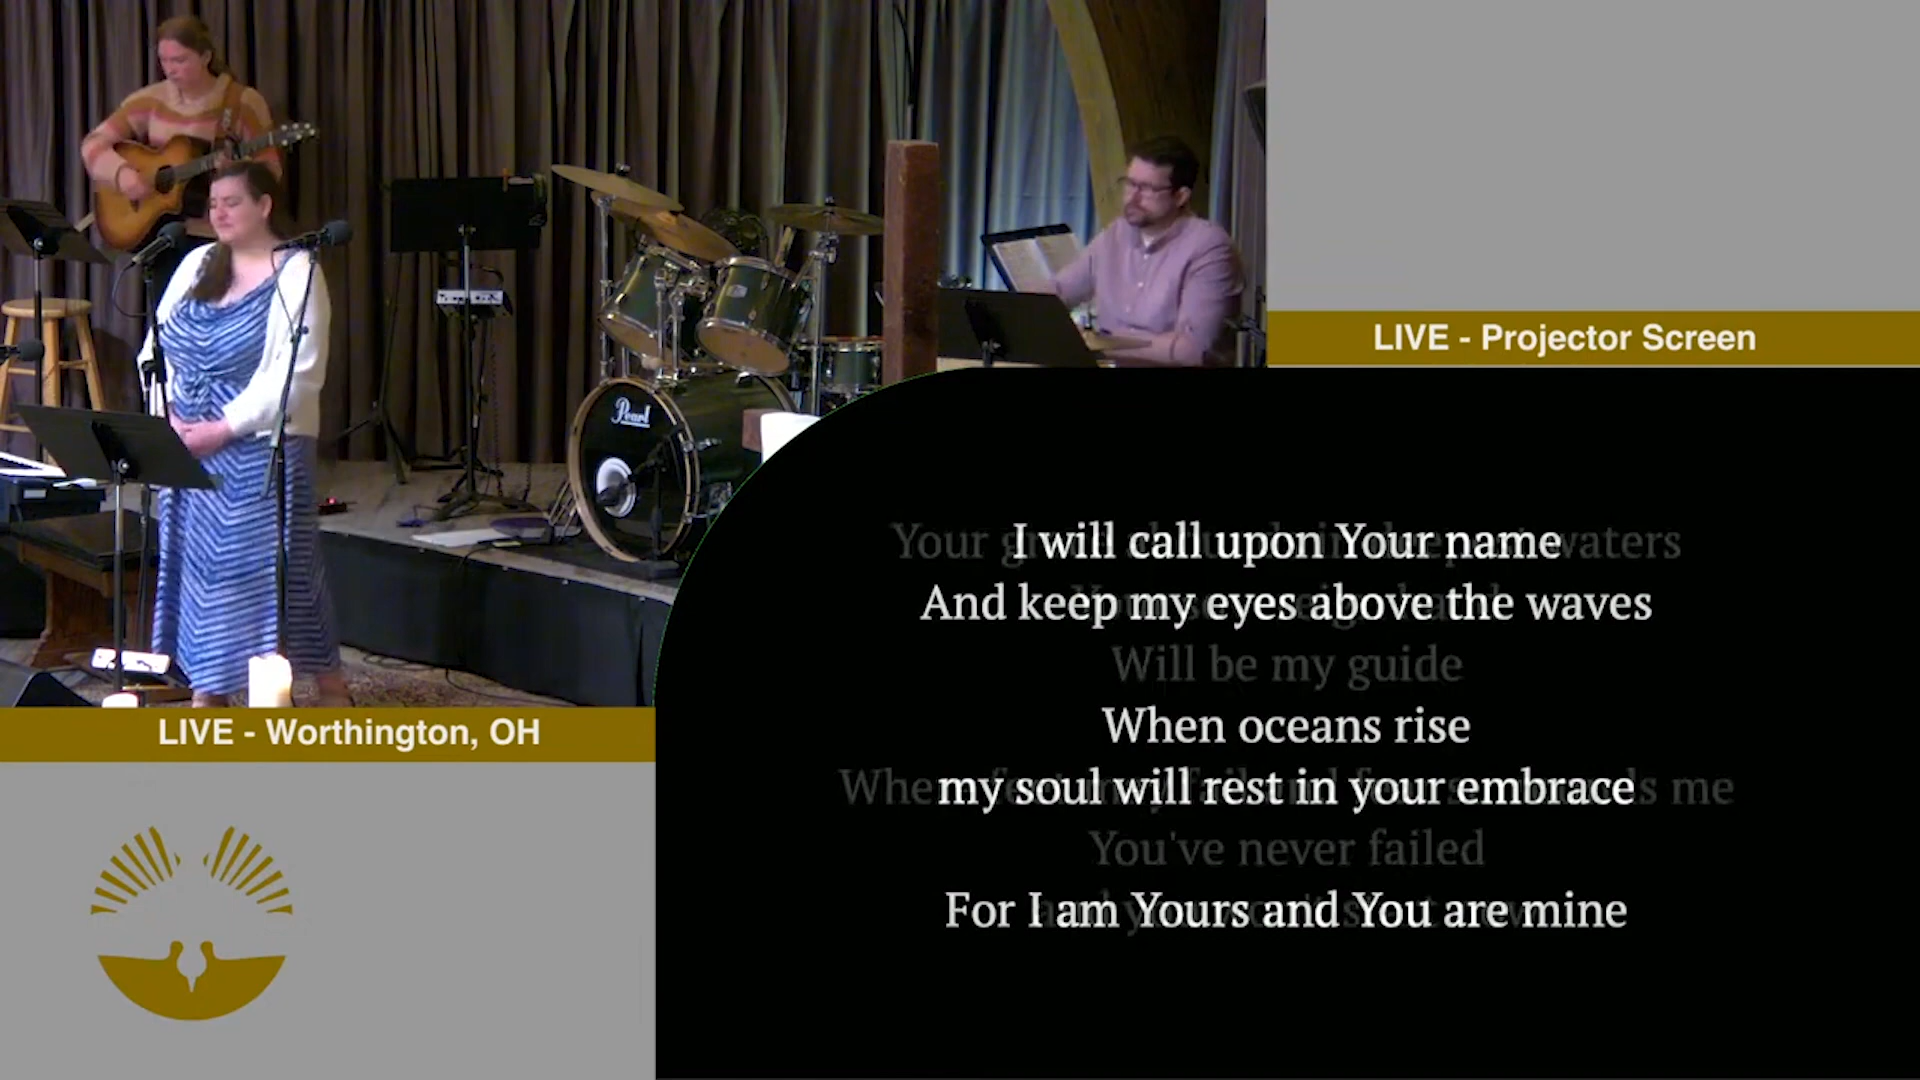 LIVE - Projector Screen
Pearl
I will call upon Your name
And keep my eyes above the waves
Will be my guide
When oceans rise
my soul will rest in your embrace
You've never failed
For I am Yours and You are mine
LIVE - Worthington, OH